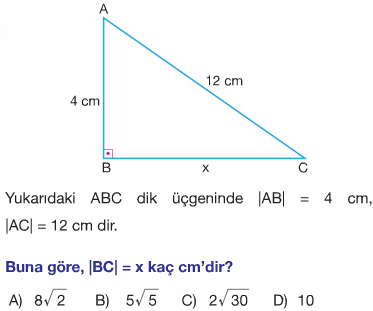 A
12 cm
4 cm
B
x
C
Yukarıdaki ABC dik üçgeninde |AB| = 4 cm,
|AC| = 12 cm dir.
Buna göre, |BC| = x kaç cm’dir?
A) 8√2 B) 5√5 C) 2√30 D) 10